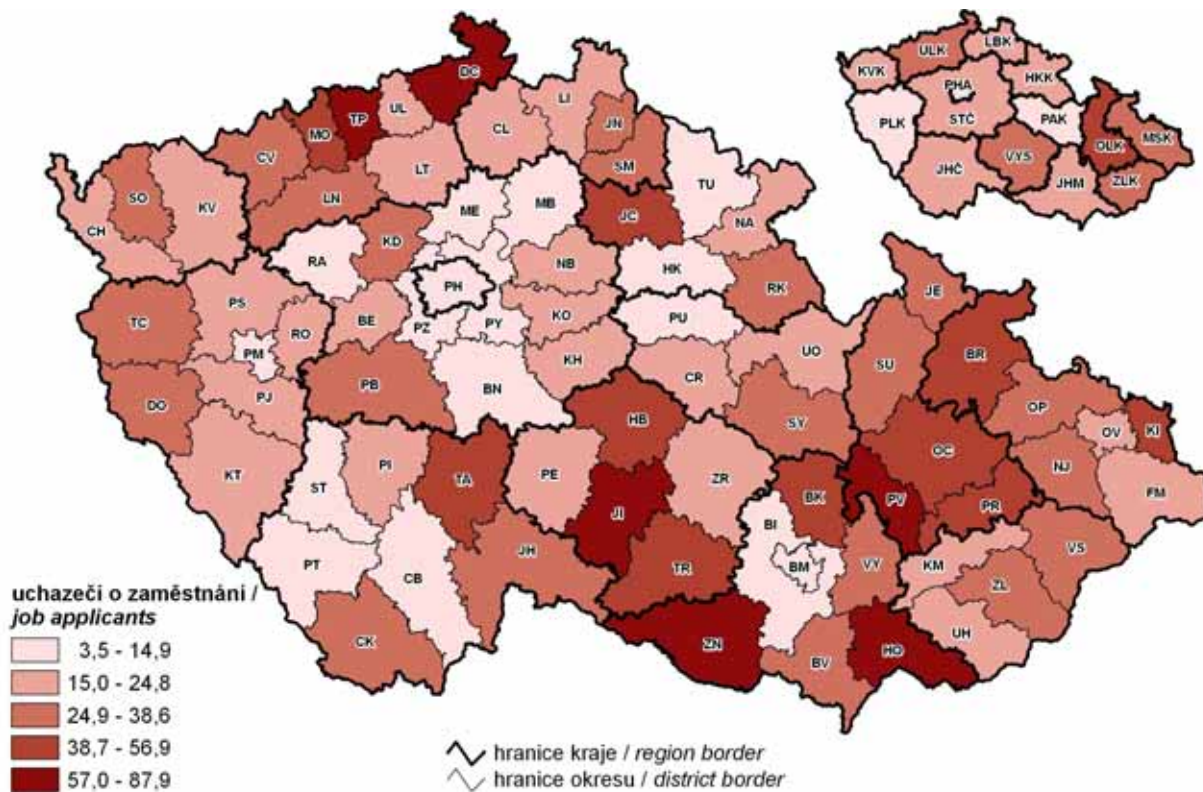 DC
LBK
ULK
KVK
HKK
PHA
STČ
PLK
PAK
OLK
MSK
VYS
JHČ
JHM
ZLK
UL
LI
TP
MO
CL
JN
CV
LT
SM
TU
SO
LN
KV
ME
MB
JC
NA
CH
KD
RA
NB
HK
PH
RK
JE
PS
TC
RO
BE
PZ
PY
KO
PU
PM
UO
SU
BR
KH
CR
PB
BN
PJ
DO
OP
HB
SY
OV
KI
OC
NJ
KT
PI
TA
PE
ZR
FM
ST
BK
PV
PR
JI
BI
VS
JH
PT
CB
TR
BM
VY
KM
ZL
CK
ZN
BV
HO
UH
uchazeči o zaměstnání /
job applicants
3,5 - 14,9
15,0 - 24,8
24,9 - 38,6
38,7 - 56,9
57,0 - 87,9
hranice kraje / region border
hranice okresu / district border